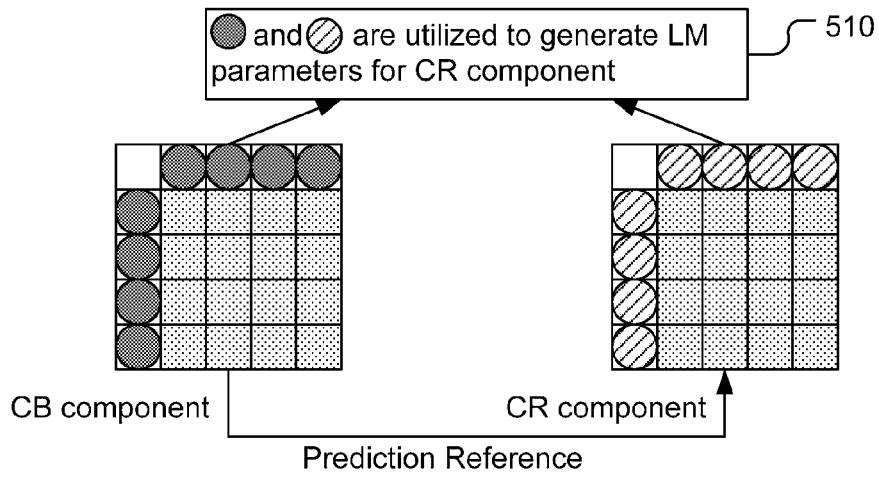 and are utilized to generate LM
parameters for CR component
510
CB component
CR component
Prediction Reference